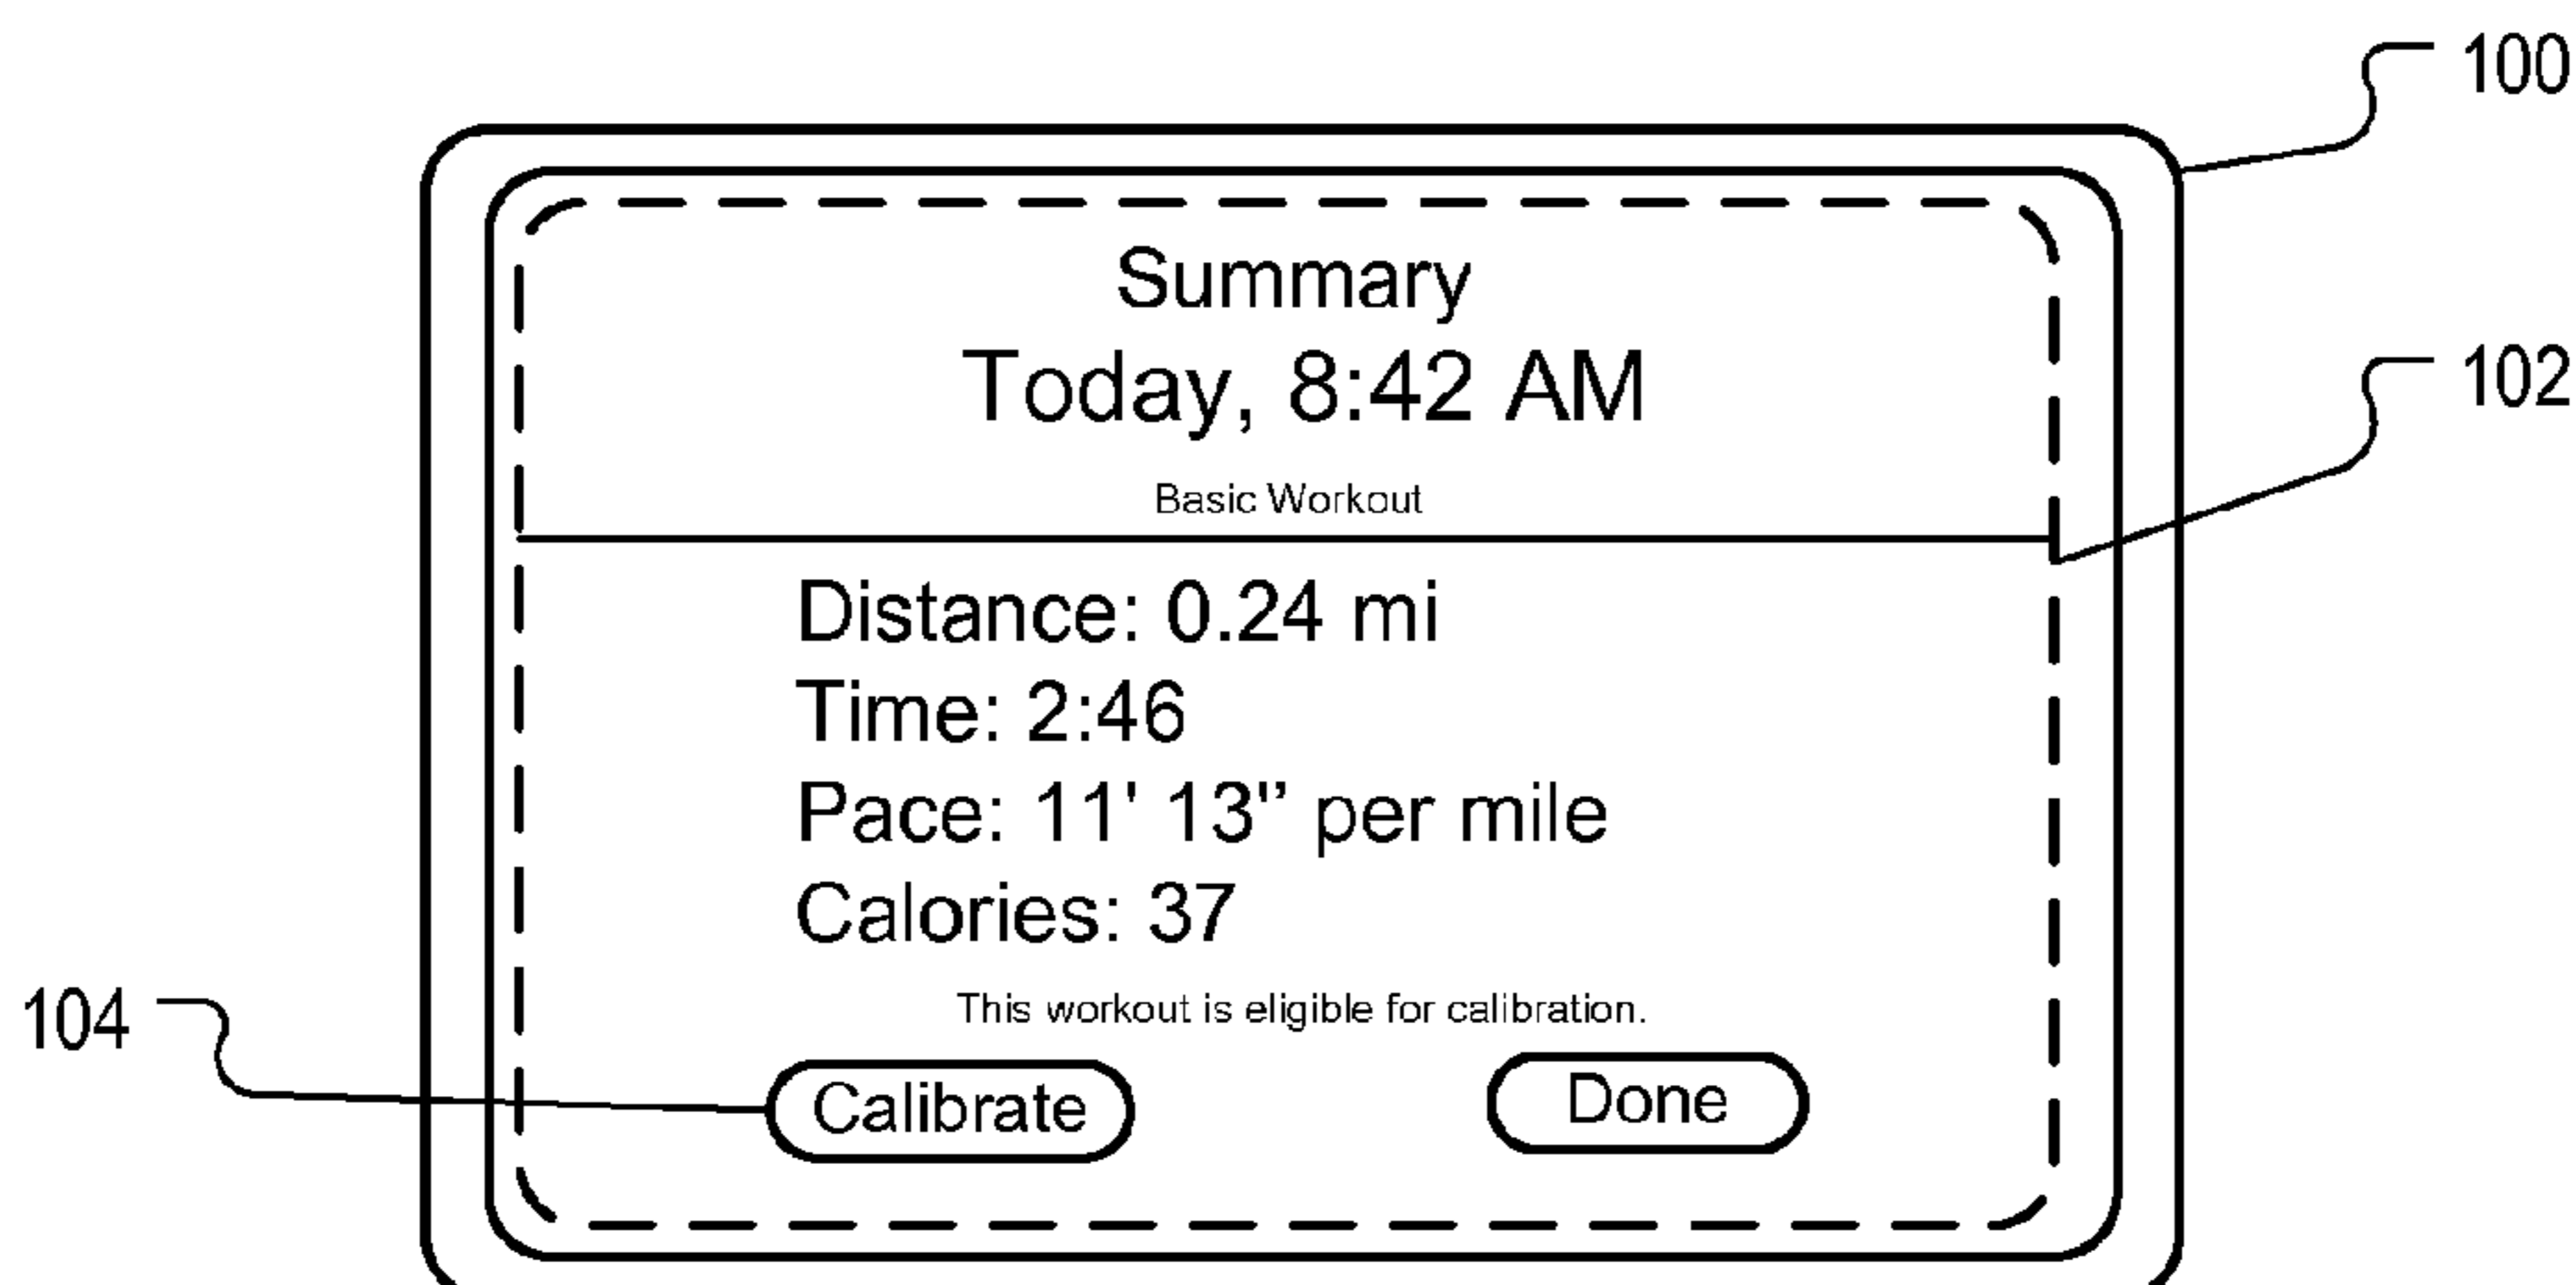 100
Summary
Today, 8:42 AM
102
Basic Workout
Distance: 0.24 mi
Time: 2:46
Pace: 11' 13" per mile
Calories: 37
This workout is eligible for calibration.
104
Calibrate
Done